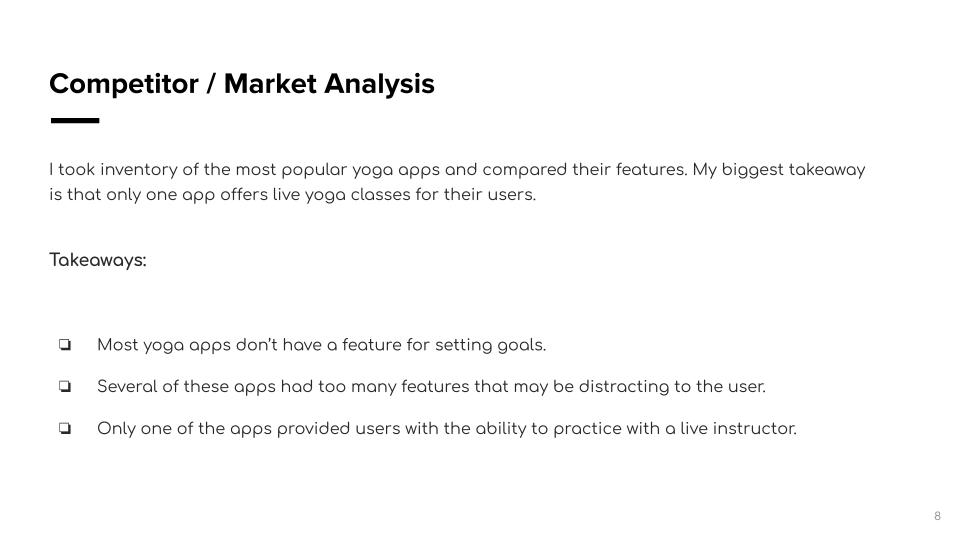 Competitor / Market Analysis
I took inventory of the most popular yoga apps and compared their features. My biggest takeaway
is that only one app offers live yoga classes for their users.
Takeaways:
❏ Most yoga apps don’t have a feature for setting goals.
❏ Several of these apps had too many features that may be distracting to the user.
❏ Only one of the apps provided users with the ability to practice with a live instructor.
8